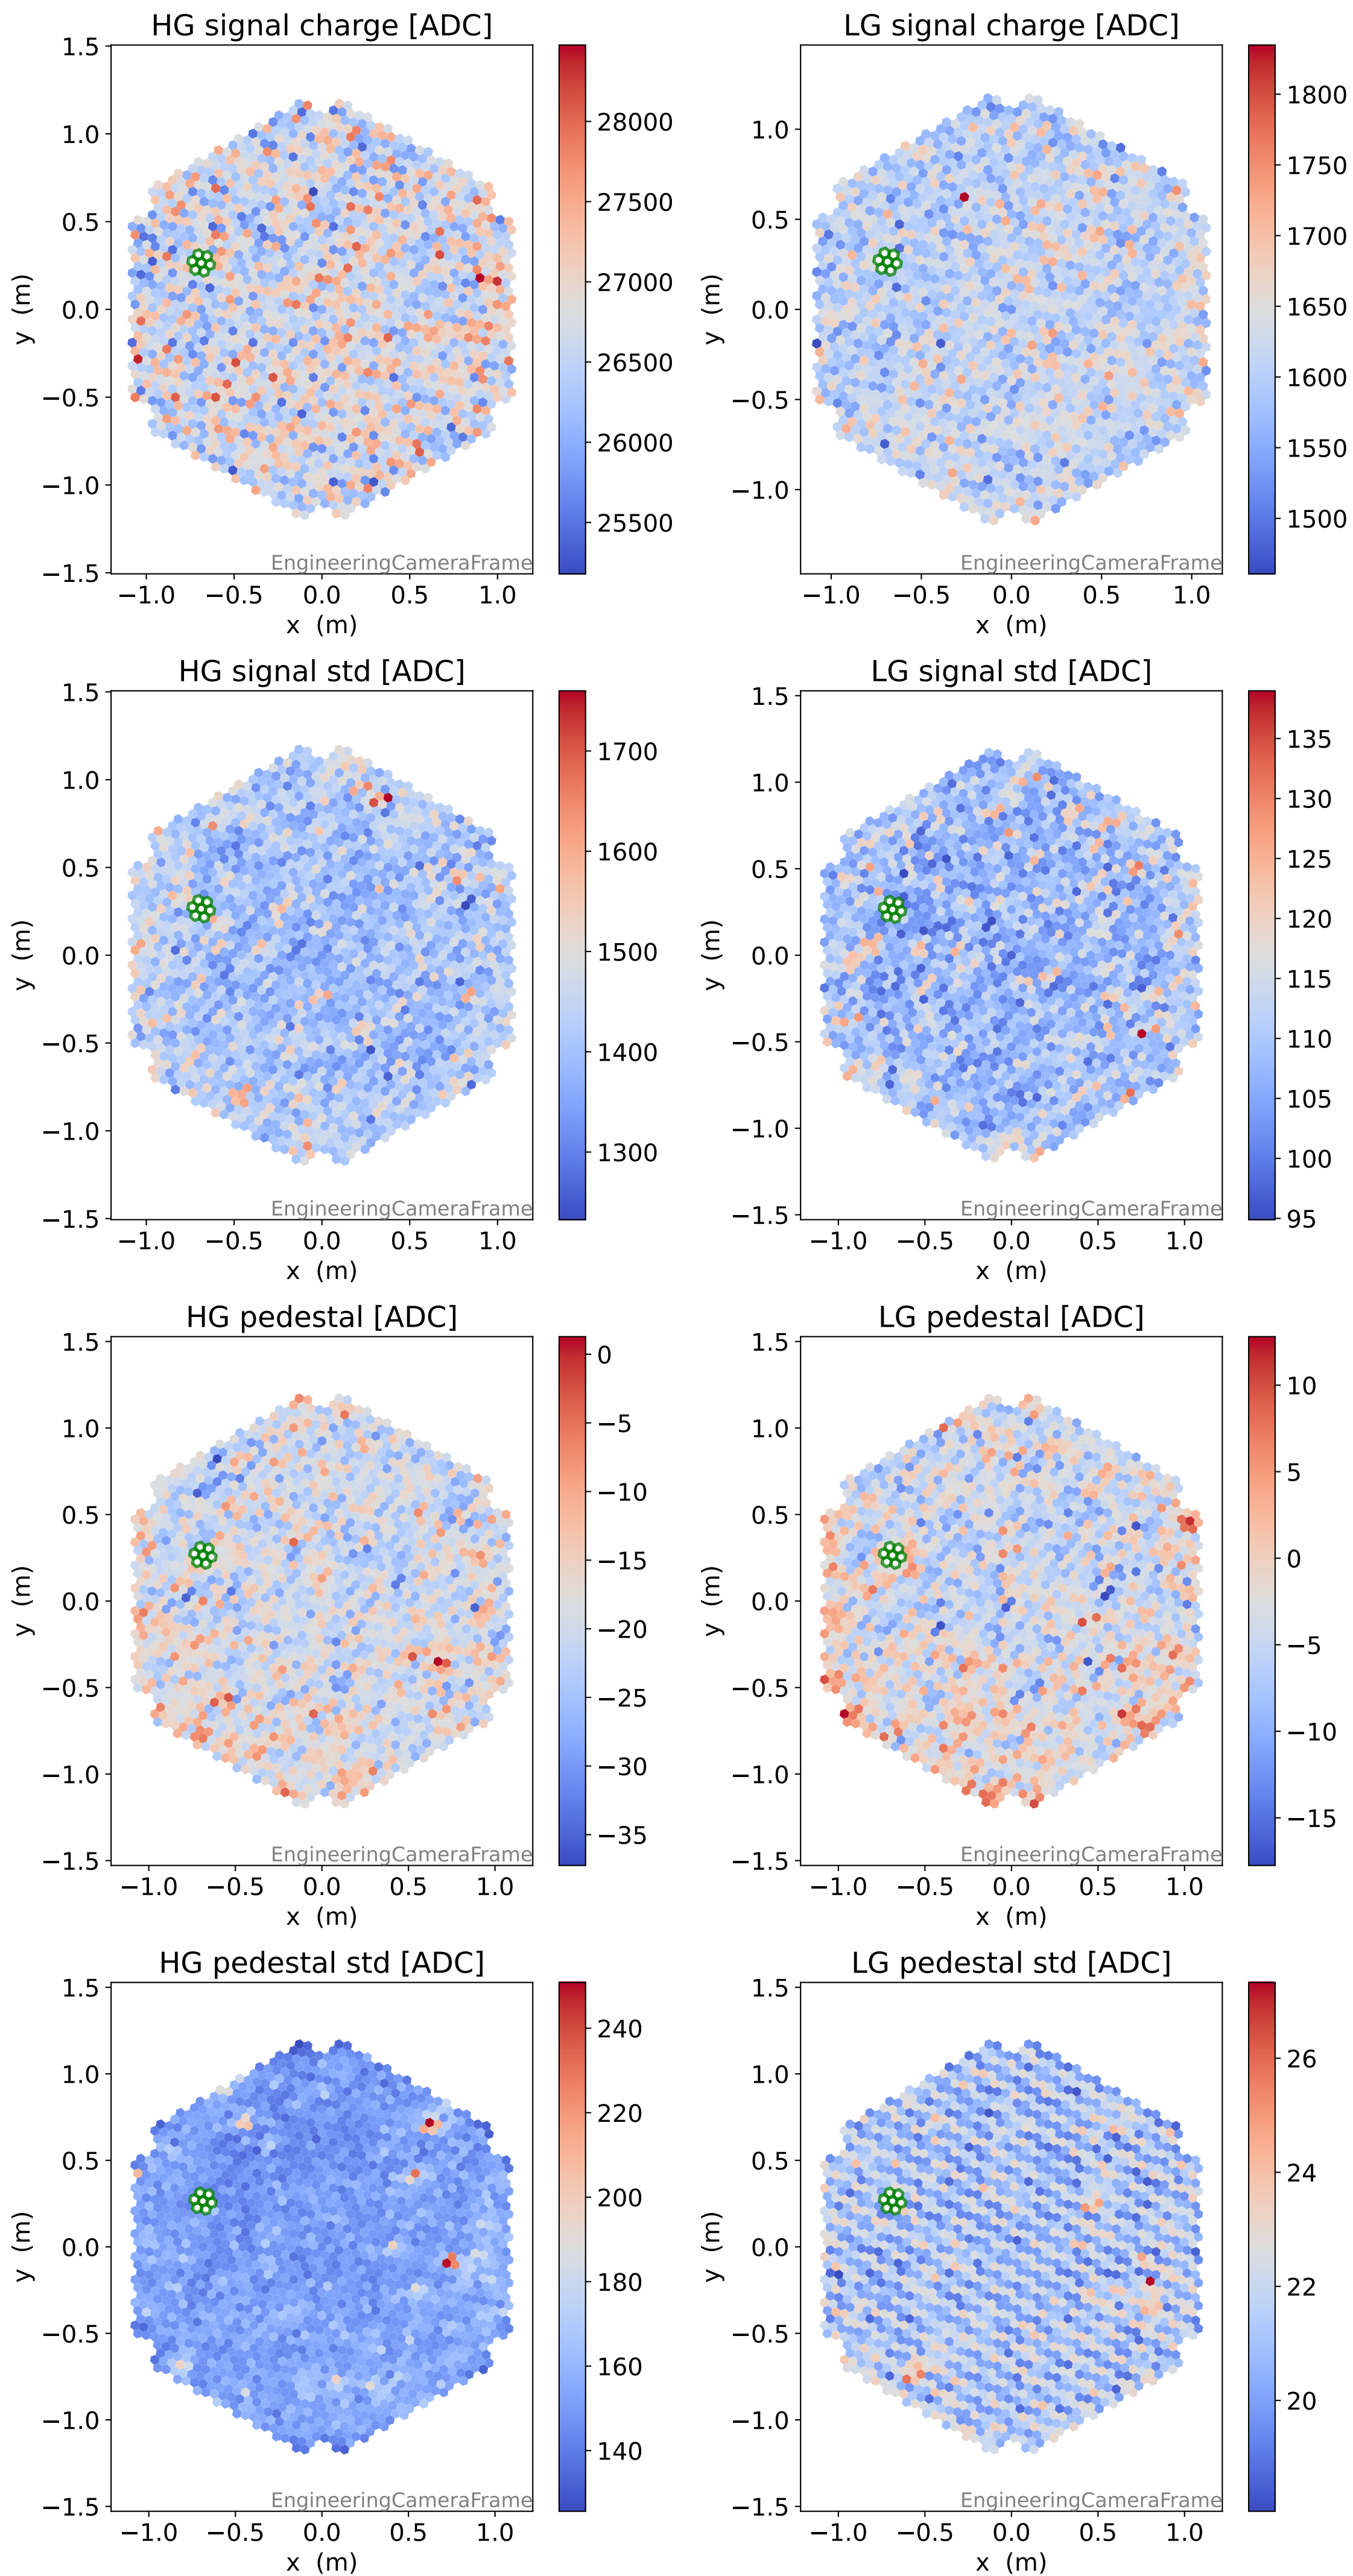 HG signal charge [ADC]
1.5
1.0
0.5
0.0
−0.5
−1.0
−1.5
y (m)
−1.0 −0.5 0.0 0.5 1.0
x (m)
EngineeringCameraFrame
28000
27500
27000
26500
26000
25500
LG signal charge [ADC]
1.0
0.5
0.0
−0.5
−1.0
y (m)
−1.0 −0.5 0.0 0.5 1.0
x (m)
EngineeringCameraFrame
1800
1750
1700
1650
1600
1550
1500
HG signal std [ADC]
1.5
1.0
0.5
0.0
−0.5
−1.0
−1.5
y (m)
−1.0 −0.5 0.0 0.5 1.0
x (m)
EngineeringCameraFrame
1700
1600
1500
1400
1300
LG signal std [ADC]
1.5
1.0
0.5
0.0
−0.5
−1.0
−1.5
y (m)
−1.0 −0.5 0.0 0.5 1.0
x (m)
EngineeringCameraFrame
135
130
125
120
115
110
105
100
95
HG pedestal [ADC]
1.5
1.0
0.5
0.0
−0.5
−1.0
−1.5
y (m)
−1.0 −0.5 0.0 0.5 1.0
x (m)
EngineeringCameraFrame
0
−5
−10
−15
−20
−25
−30
−35
LG pedestal [ADC]
1.5
1.0
0.5
0.0
−0.5
−1.0
−1.5
y (m)
−1.0 −0.5 0.0 0.5 1.0
x (m)
EngineeringCameraFrame
10
5
0
−5
−10
−15
HG pedestal std [ADC]
1.5
1.0
0.5
0.0
−0.5
−1.0
−1.5
y (m)
−1.0 −0.5 0.0 0.5 1.0
x (m)
EngineeringCameraFrame
240
220
200
180
160
140
LG pedestal std [ADC]
1.5
1.0
0.5
0.0
−0.5
−1.0
−1.5
y (m)
−1.0 −0.5 0.0 0.5 1.0
x (m)
EngineeringCameraFrame
26
24
22
20